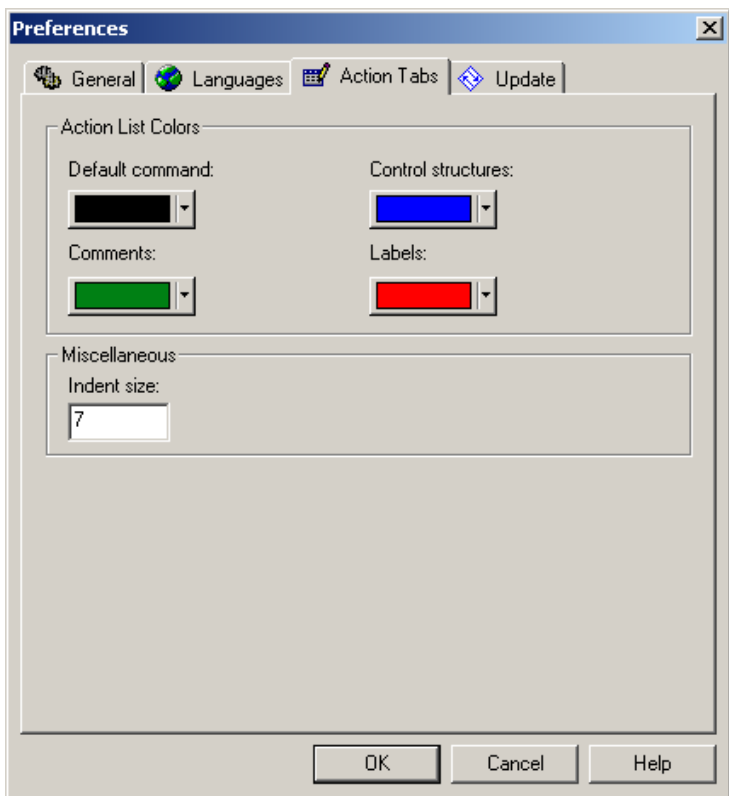 Preferences
General Languages Action Tabs Update
Action List Colors
Default command: Control structures:
Comments: Labels:
Miscellaneous
Indent size:
7
OK Cancel Help